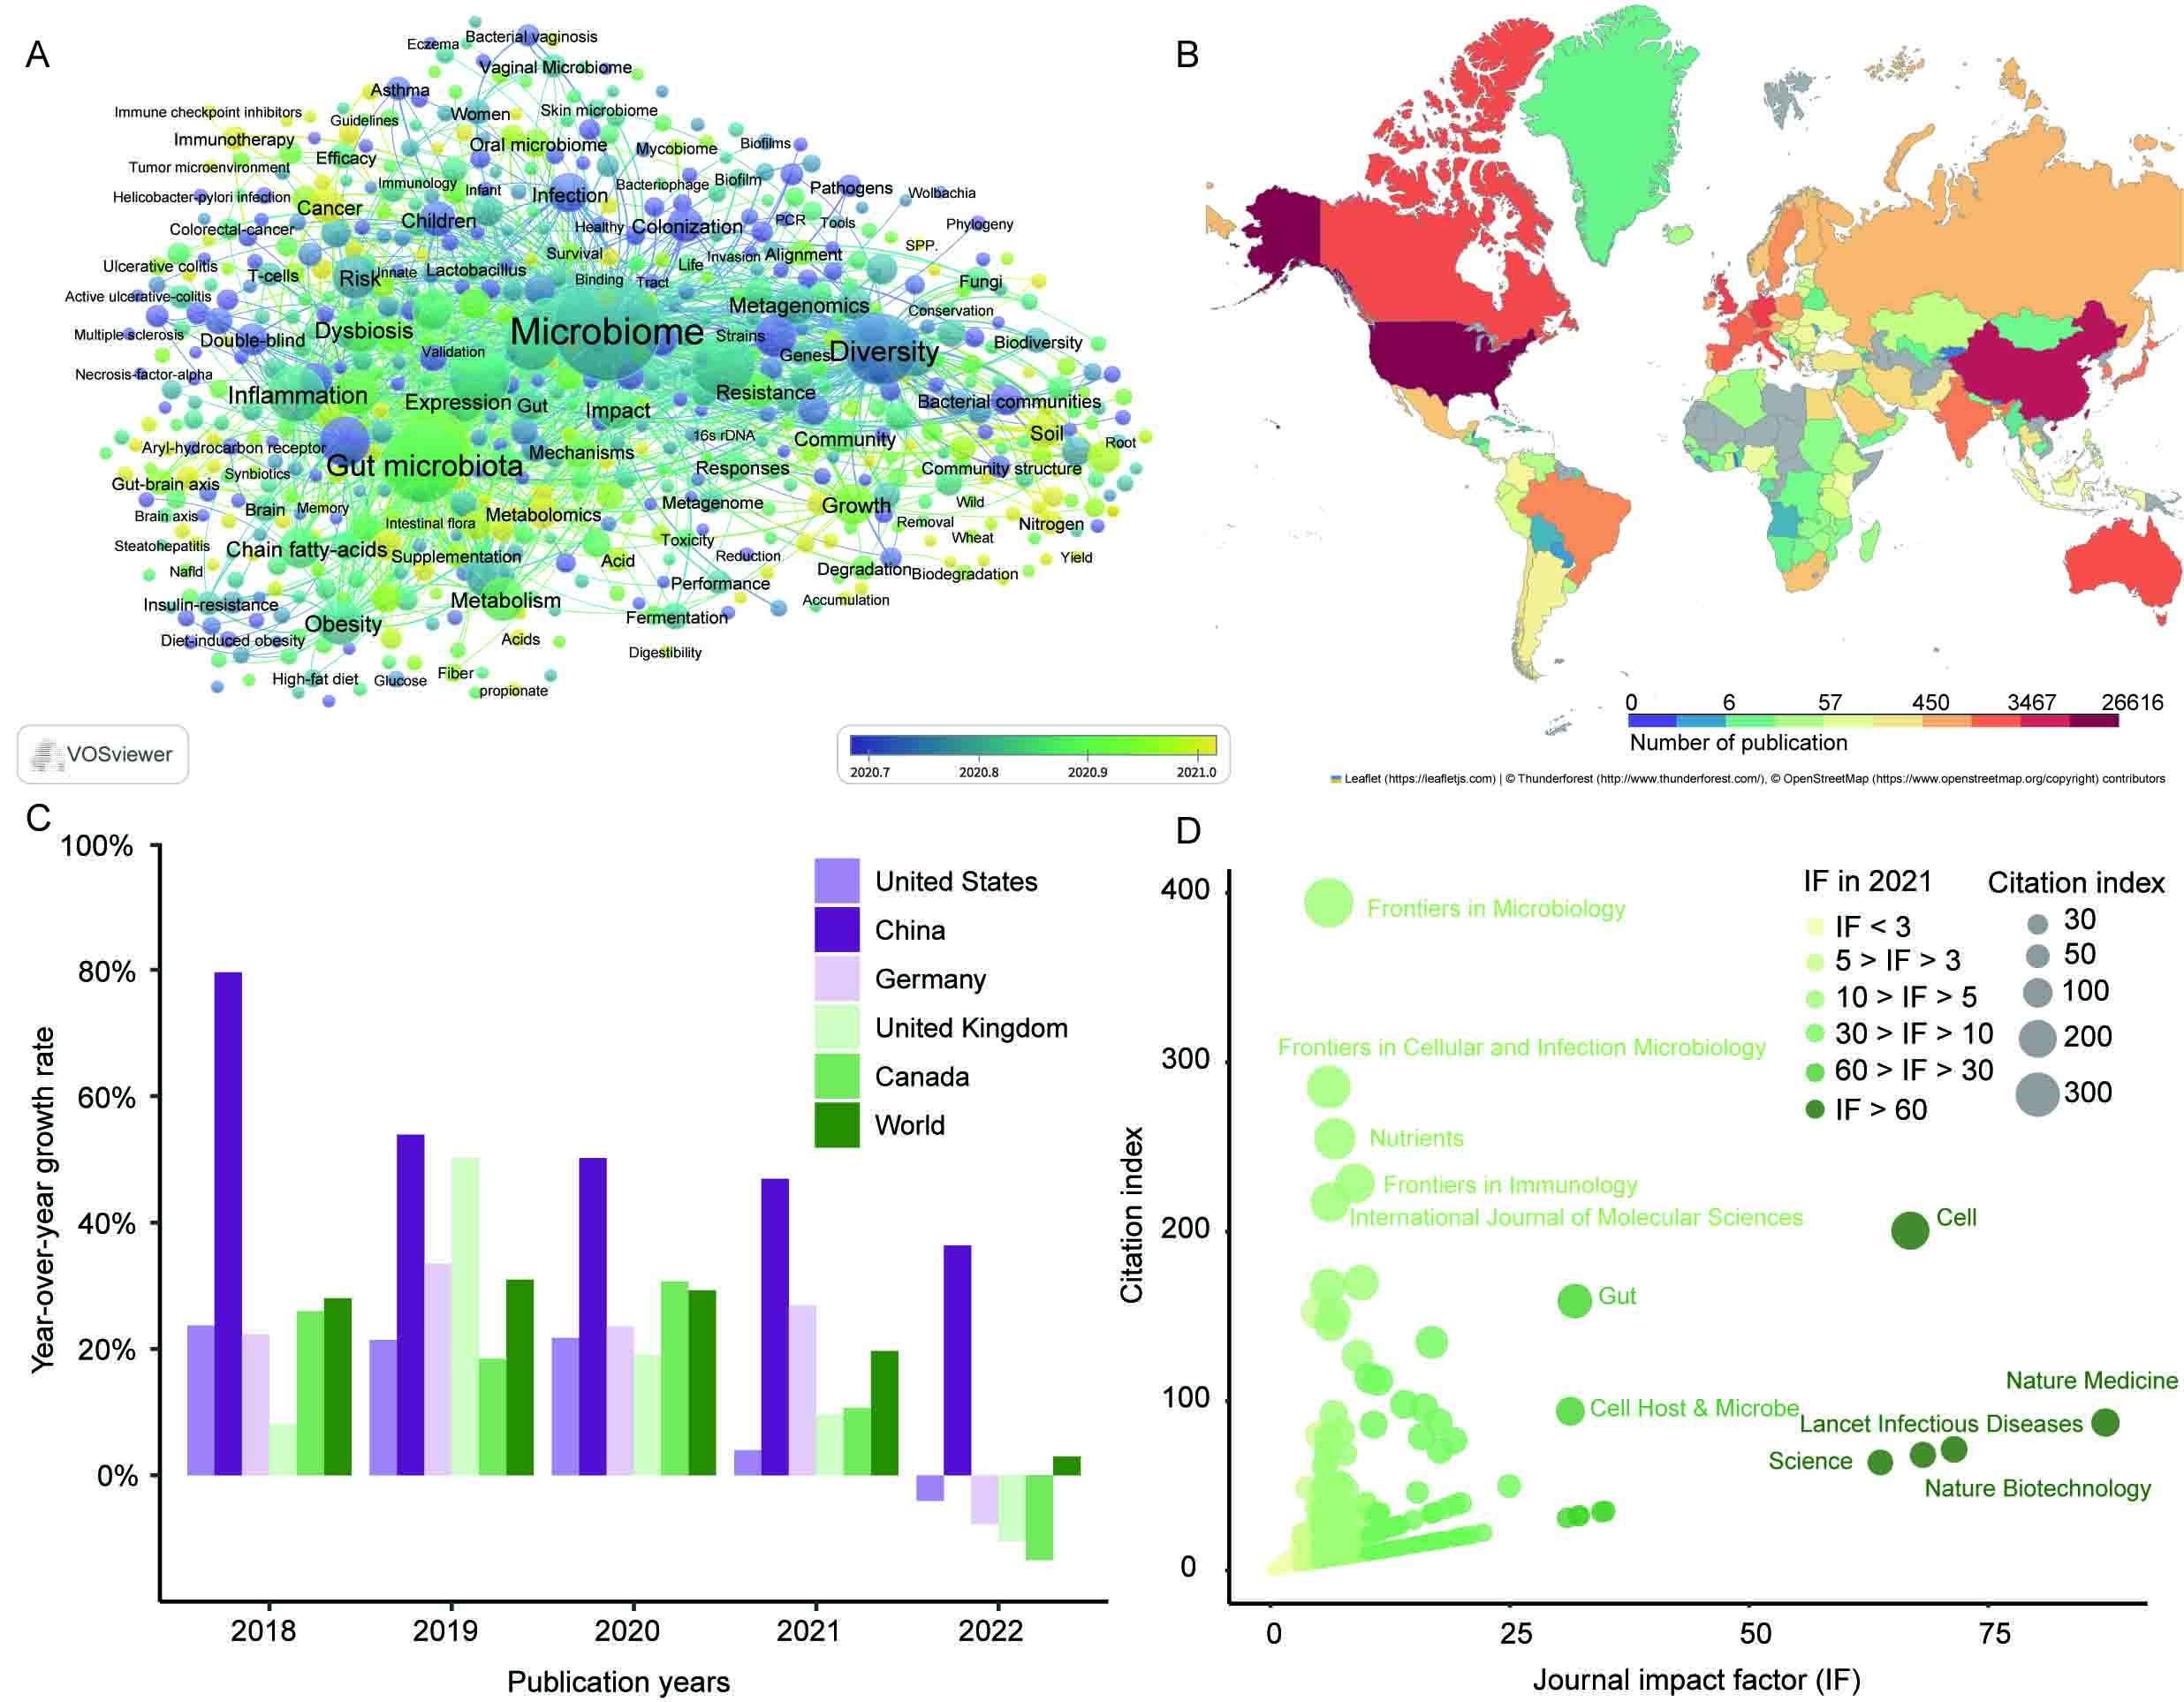 A
Eczema
Bacterial vaginosis
Vaginal Microbiome
Asthma
Immune checkpoint inhibitors
Guidelines
Women
Skin microbiome
Immunotherapy
Efficacy
Oral microbiome
Mycobiome
Biofilms
Tumor microenvironment
Immunology
Infant
Infection
Bacteriophage
Biofilm
Pathogens
Wolbachia
Helicobacter-pylori infection
Cancer
Children
Healthy
Colonization
PCR
Tools
Phylogeny
Colorectal-cancer
SPP.
Ulcerative colitis
T-cells
Risk
Innate
Lactobacillus
Survival
Binding
Tract
Life
Invasion
Alignment
Fungi
Active ulcerative-colitis
Metagenomics
Conservation
Multiple sclerosis
Double-blind
Dysbiosis
Validation
Microbiome
Strains
Genes
Diversity
Biodiversity
Necrosis-factor-alpha
Inflammation
Expression
Gut
Impact
Resistance
Bacterial communities
Aryl-hydrocarbon receptor
Mechanisms
16s rDNA
Community
Soil
Root
Gut-brain axis
Synbiotics
Gut microbiota
Responses
Community structure
Brain axis
Brain
Memory
Intestinal flora
Metabolomics
Metagenome
Growth
Wild
Removal
Nitrogen
Steatohepatitis
Chain fatty-acids
Supplementation
Toxicity
Wheat
Nafld
Acid
Reduction
Yield
Insulin-resistance
Metabolism
Performance
Degradation
Biodegradation
Accumulation
Obesity
Fermentation
Diet-induced obesity
Acids
Digestibility
High-fat diet
Glucose
Fiber
propionate
VOSviewer
2020.7 2020.8 2020.9 2021.0
B
0 6 57 450 3467 26616
Number of publication
Leaflet (https://leafletjs.com) | © Thunderforest (http://www.thunderforest.com/), © OpenStreetMap (https://www.openstreetmap.org/copyright) contributors
C
Year-over-year growth rate
100%
80%
60%
40%
20%
0%
United States
China
Germany
United Kingdom
Canada
World
2018 2019 2020 2021 2022
Publication years
D
Citation index
400
300
200
100
0
Frontiers in Microbiology
Frontiers in Cellular and Infection Microbiology
Nutrients
Frontiers in Immunology
International Journal of Molecular Sciences
Cell
Gut
Cell Host & Microbe
Nature Medicine
Lancet Infectious Diseases
Science
Nature Biotechnology
IF in 2021
IF < 3
5 > IF > 3
10 > IF > 5
30 > IF > 10
60 > IF > 30
IF > 60
Citation index
30
50
100
200
300
0 25 50 75
Journal impact factor (IF)